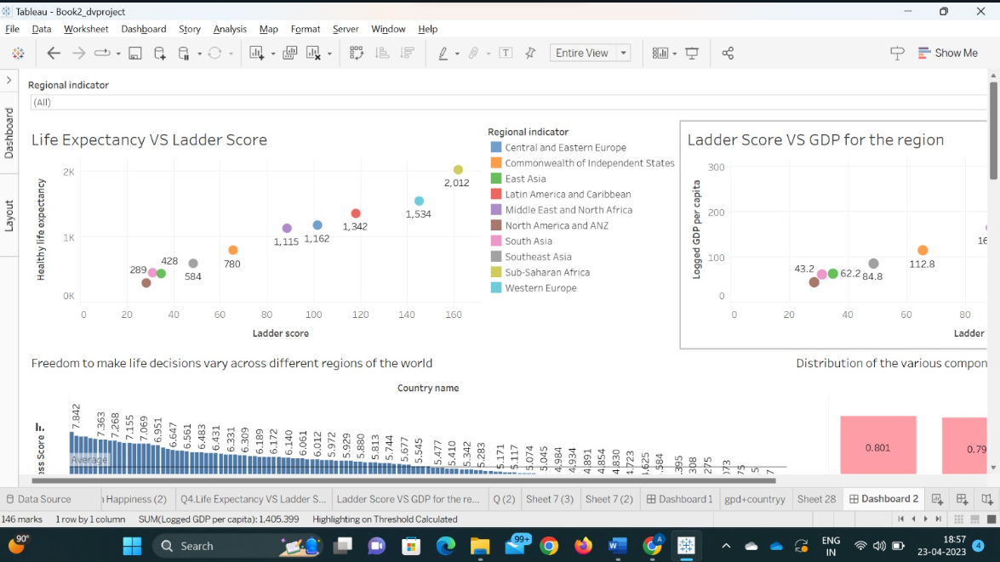 Tableau - Book2_dvproject
File Data Worksheet Dashboard Story Analysis Map Format Server Window Help
Entire View
Show Me
Regional indicator
(All)
Dashboard
Layout
Life Expectancy VS Ladder Score
Healthy life expectancy
2K
1K
0K
2,012
1,534
1,342
1,115
1,162
780
428
289
584
0 20 40 60 80 100 120 140 160
Ladder score
Regional indicator
Central and Eastern Europe
Commonwealth of Independent States
East Asia
Latin America and Caribbean
Middle East and North Africa
North America and ANZ
South Asia
Southeast Asia
Sub-Saharan Africa
Western Europe
Ladder Score VS GDP for the region
Logged GDP per capita
300
200
100
0
16
112.8
43.2
62.2
84.8
0 20 40 60 80
Ladder
Freedom to make life decisions vary across different regions of the world
Country name
ss Score
7.842 7.363 7.268 7.155 7.069 6.951 6.647 6.561 6.483 6.431 6.331 6.309 6.189 6.172 6.140 6.061 6.012 5.972 5.929 5.880 5.813 5.744 5.677 5.545 5.477 5.410 5.342 5.283 5.171 5.117 5.074 5.045 4.984 4.934 4.891 4.854 4.830 4.723 4.625 .584 395 308 275 73 75 5 7
Average
Distribution of the various compon
0.801
0.79
Data Source
Happiness (2)
Q4.Life Expectancy VS Ladder S...
Ladder Score VS GDP for the re...
Q (2)
Sheet 7 (3)
Sheet 7 (2)
Dashboard 1
gpd+countryy
Sheet 28
Dashboard 2
146 marks 1 row by 1 column SUM(Logged GDP per capita): 1,405.399 Highlighting on Threshold Calculated
90°
Search
99+
A
ENG
IN
18:57
23-04-2023
4